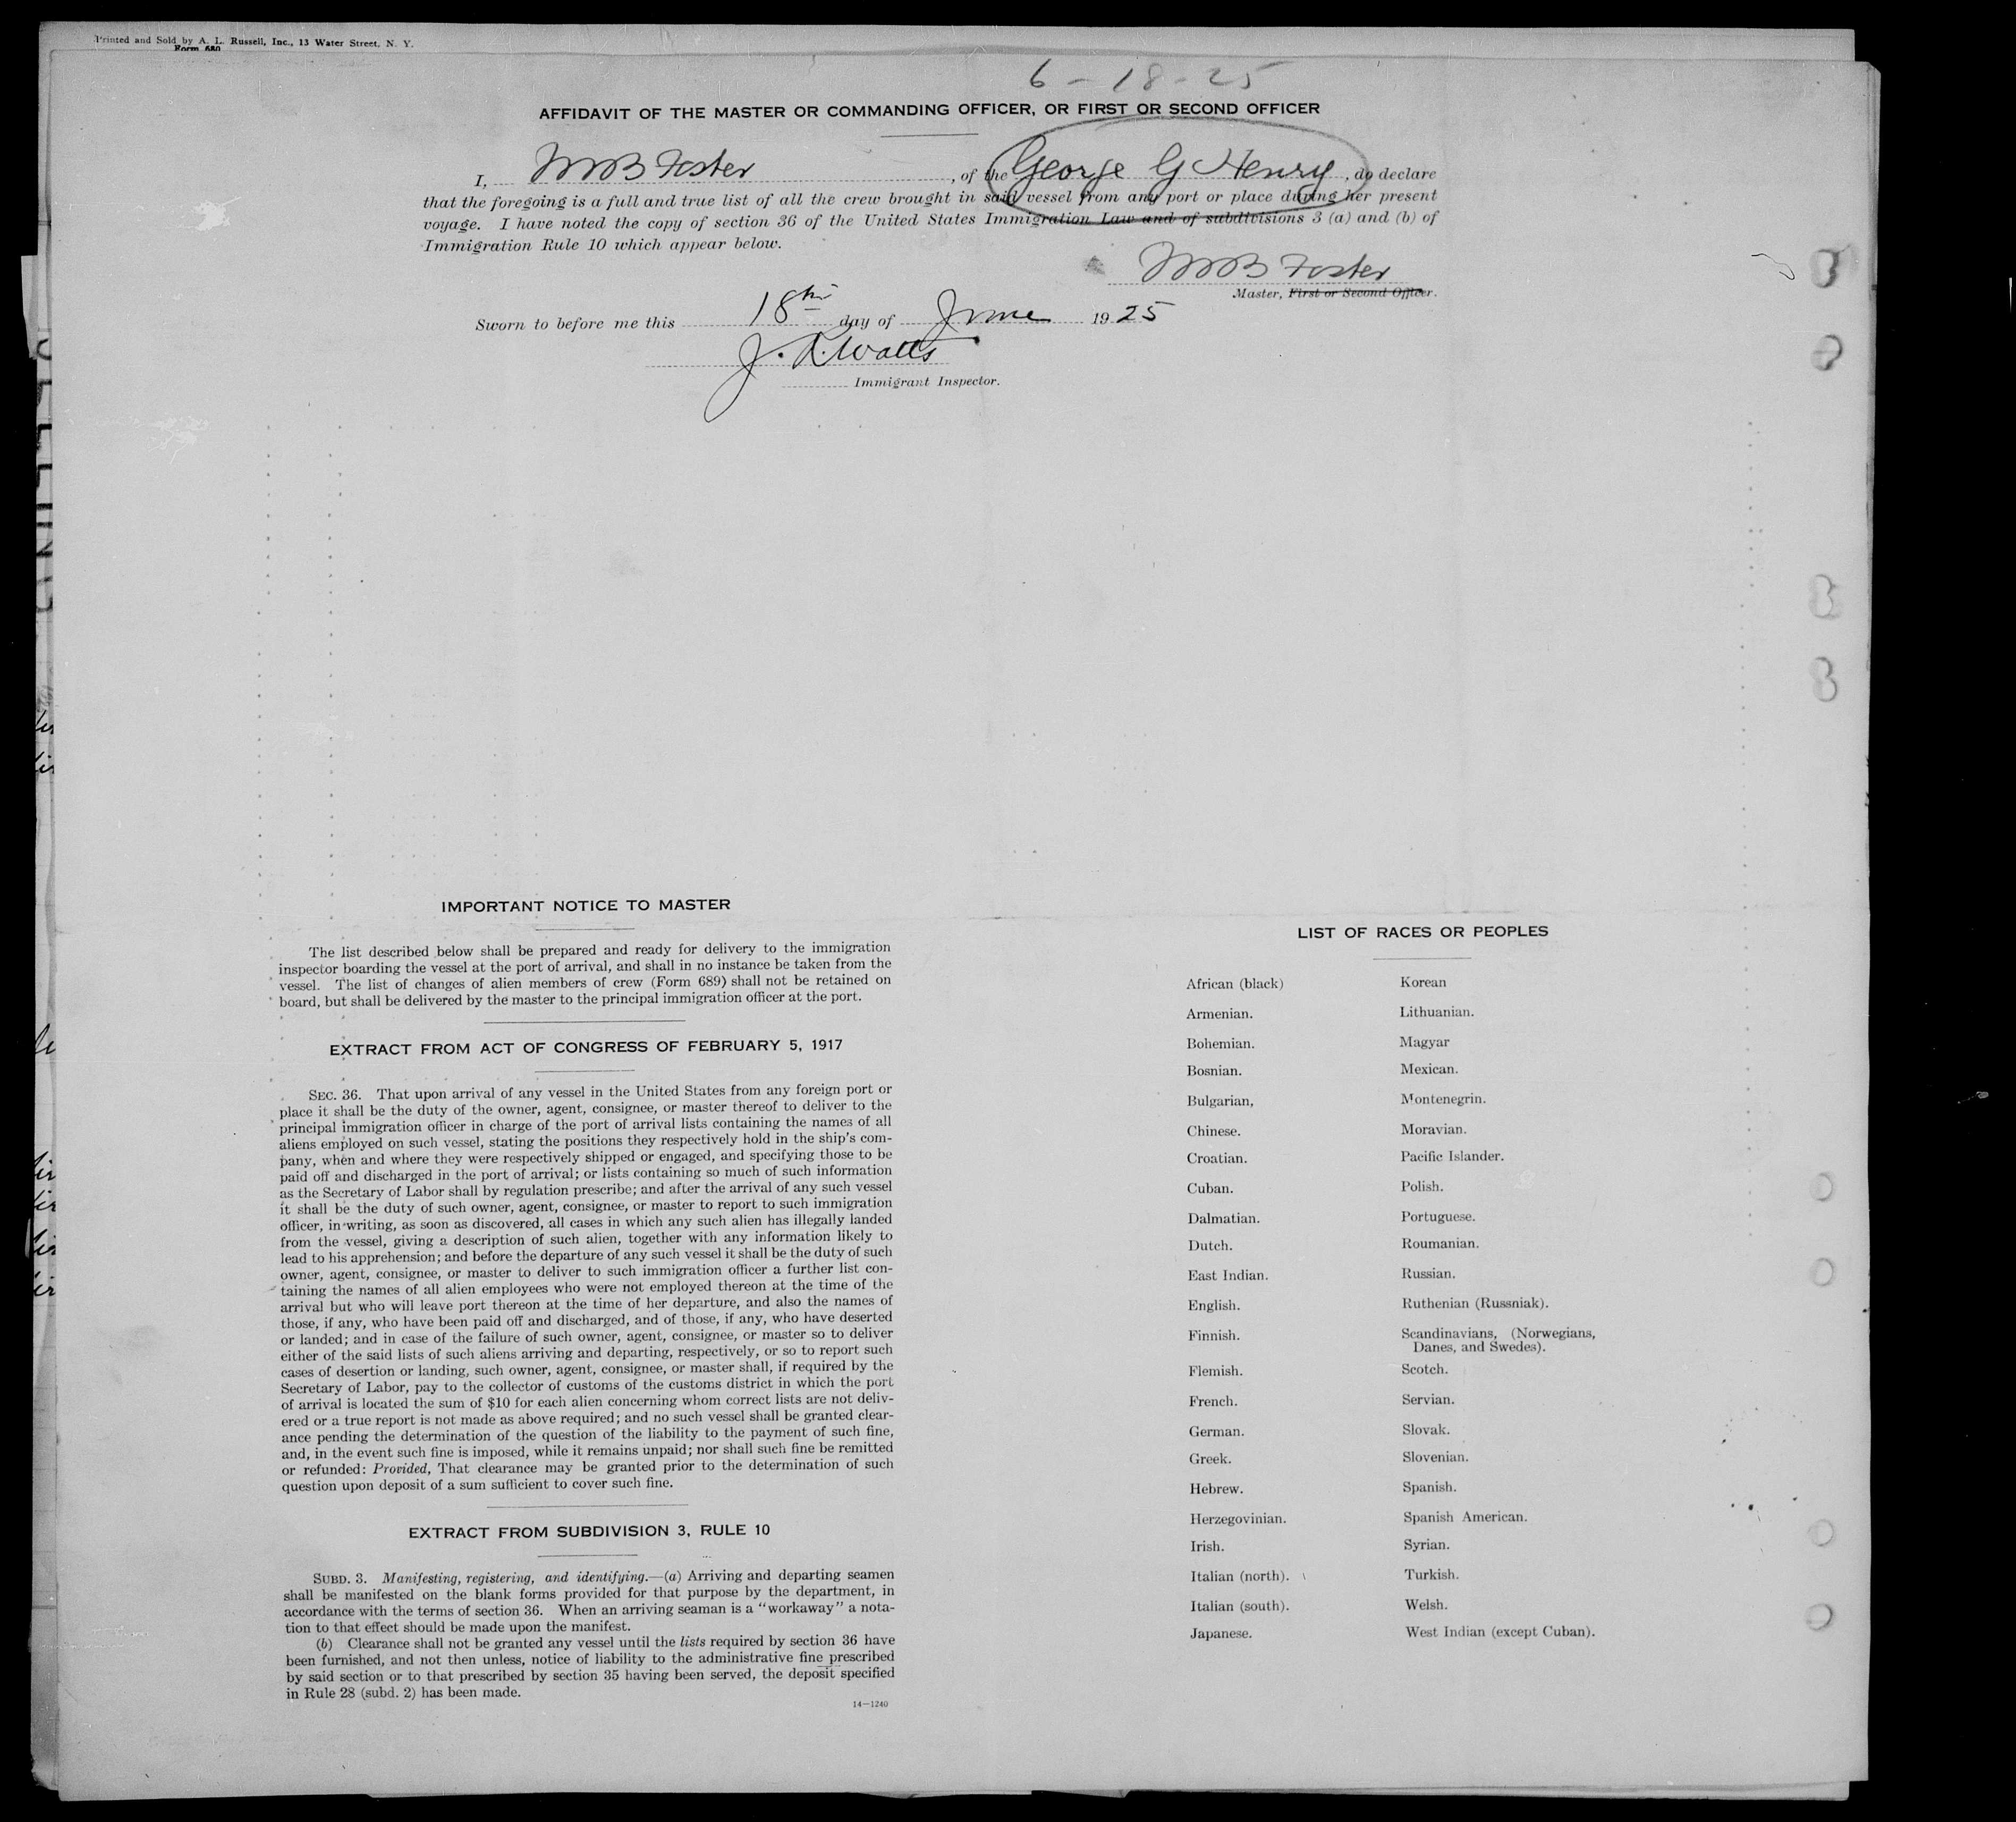 Printed and Sold by A. L. Russell, Inc., 13 Water Street, N. Y.
Form 680
6-18-25
AFFIDAVIT OF THE MASTER OR COMMANDING OFFICER, OR FIRST OR SECOND OFFICER
I, Foster, of the George G Henry, do declare
that the foregoing is a full and true list of all the crew brought in said vessel from any port or place during her present
voyage. I have noted the copy of section 36 of the United States Immigration Law and of subdivisions 3 (a) and (b) of
Immigration Rule 10 which appear below.
Foster
Master, First or Second Officer.
Sworn to before me this 18th day of June 1925
J. R. Watts
Immigrant Inspector.
IMPORTANT NOTICE TO MASTER
The list described below shall be prepared and ready for delivery to the immigration
inspector boarding the vessel at the port of arrival, and shall in no instance be taken from the
vessel. The list of changes of alien members of crew (Form 689) shall not be retained on
board, but shall be delivered by the master to the principal immigration officer at the port.
EXTRACT FROM ACT OF CONGRESS OF FEBRUARY 5, 1917
SEC. 36. That upon arrival of any vessel in the United States from any foreign port or
place it shall be the duty of the owner, agent, consignee, or master thereof to deliver to the
principal immigration officer in charge of the port of arrival lists containing the names of all
aliens employed on such vessel, stating the positions they respectively hold in the ship's com-
pany, when and where they were respectively shipped or engaged, and specifying those to be
paid off and discharged in the port of arrival; or lists containing so much of such information
as the Secretary of Labor shall by regulation prescribe; and after the arrival of any such vessel
it shall be the duty of such owner, agent, consignee, or master to report to such immigration
officer, in writing, as soon as discovered, all cases in which any such alien has illegally landed
from the vessel, giving a description of such alien, together with any information likely to
lead to his apprehension; and before the departure of any such vessel it shall be the duty of such
owner, agent, consignee, or master to deliver to such immigration officer a further list con-
taining the names of all alien employees who were not employed thereon at the time of the
arrival but who will leave port thereon at the time of her departure, and also the names of
those, if any, who have been paid off and discharged, and of those, if any, who have deserted
or landed; and in case of the failure of such owner, agent, consignee, or master so to deliver
either of the said lists of such aliens arriving and departing, respectively, or so to report such
cases of desertion or landing, such owner, agent, consignee, or master shall, if required by the
Secretary of Labor, pay to the collector of customs of the customs district in which the port
of arrival is located the sum of $10 for each alien concerning whom correct lists are not deliv-
ered or a true report is not made as above required; and no such vessel shall be granted clear-
ance pending the determination of the question of the liability to the payment of such fine,
and, in the event such fine is imposed, while it remains unpaid; nor shall such fine be remitted
or refunded: Provided, That clearance may be granted prior to the determination of such
question upon deposit of a sum sufficient to cover such fine.
EXTRACT FROM SUBDIVISION 3, RULE 10
SUBD. 3. Manifesting, registering, and identifying.—(a) Arriving and departing seamen
shall be manifested on the blank forms provided for that purpose by the department, in
accordance with the terms of section 36. When an arriving seaman is a "workaway" a nota-
tion to that effect should be made upon the manifest.
(b) Clearance shall not be granted any vessel until the lists required by section 36 have
been furnished, and not then unless, notice of liability to the administrative fine prescribed
by said section or to that prescribed by section 35 having been served, the deposit specified
in Rule 28 (subd. 2) has been made.
14—1240
LIST OF RACES OR PEOPLES
African (black) Korean
Armenian. Lithuanian.
Bohemian. Magyar
Bosnian. Mexican.
Bulgarian, Montenegrin.
Chinese. Moravian.
Croatian. Pacific Islander.
Cuban. Polish.
Dalmatian. Portuguese.
Dutch. Roumanian.
East Indian. Russian.
English. Ruthenian (Russniak).
Finnish. Scandinavians, (Norwegians,
Danes, and Swedes).
Flemish. Scotch.
French. Servian.
German. Slovak.
Greek. Slovenian.
Hebrew. Spanish.
Herzegovinian. Spanish American.
Irish. Syrian.
Italian (north). Turkish.
Italian (south). Welsh.
Japanese. West Indian (except Cuban).